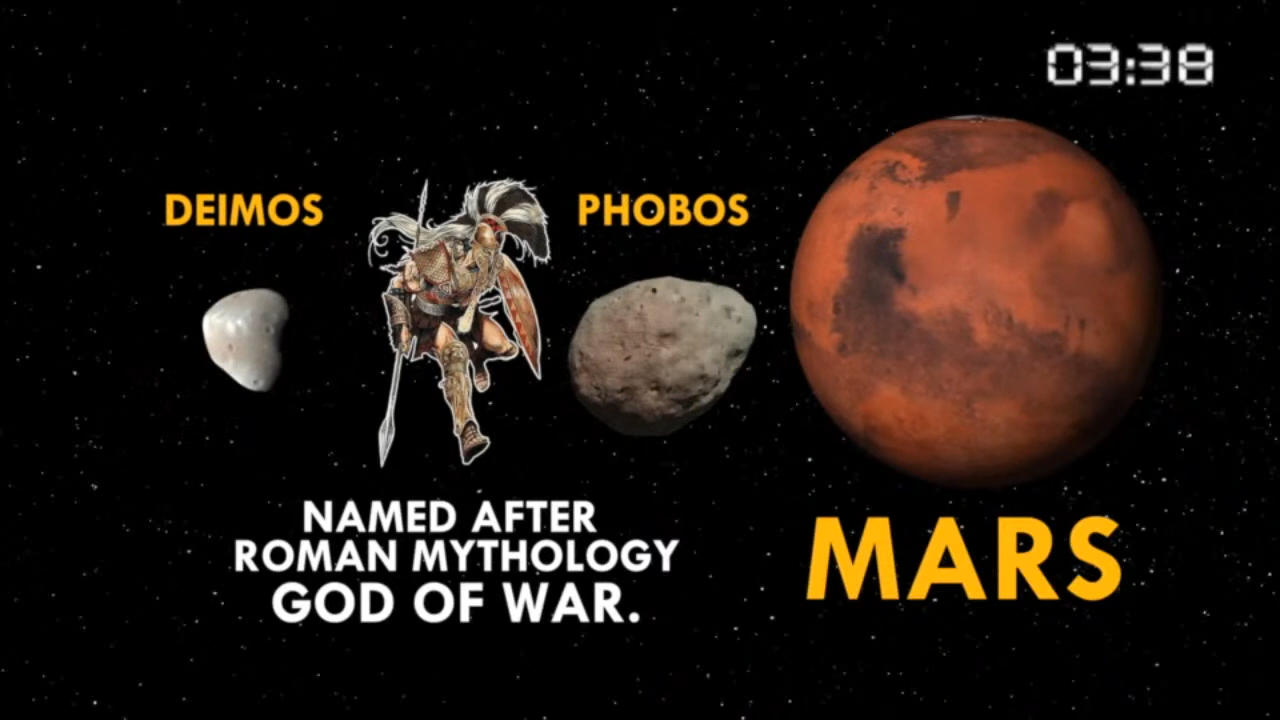 03:38
DEIMOS
PHOBOS
NAMED AFTER
ROMAN MYTHOLOGY
GOD OF WAR.
MARS